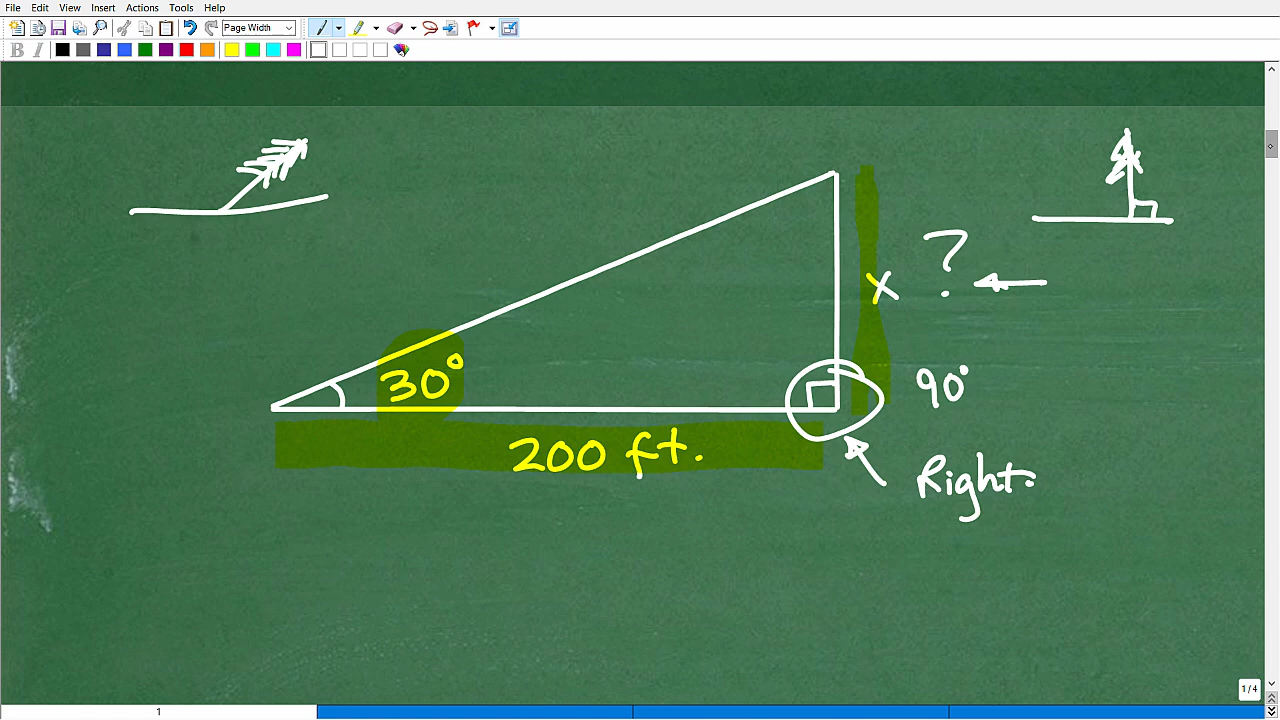 File Edit View Insert Actions Tools Help
Page Width
B I
x ?
30°
90°
200 ft.
Right.
1/4
1